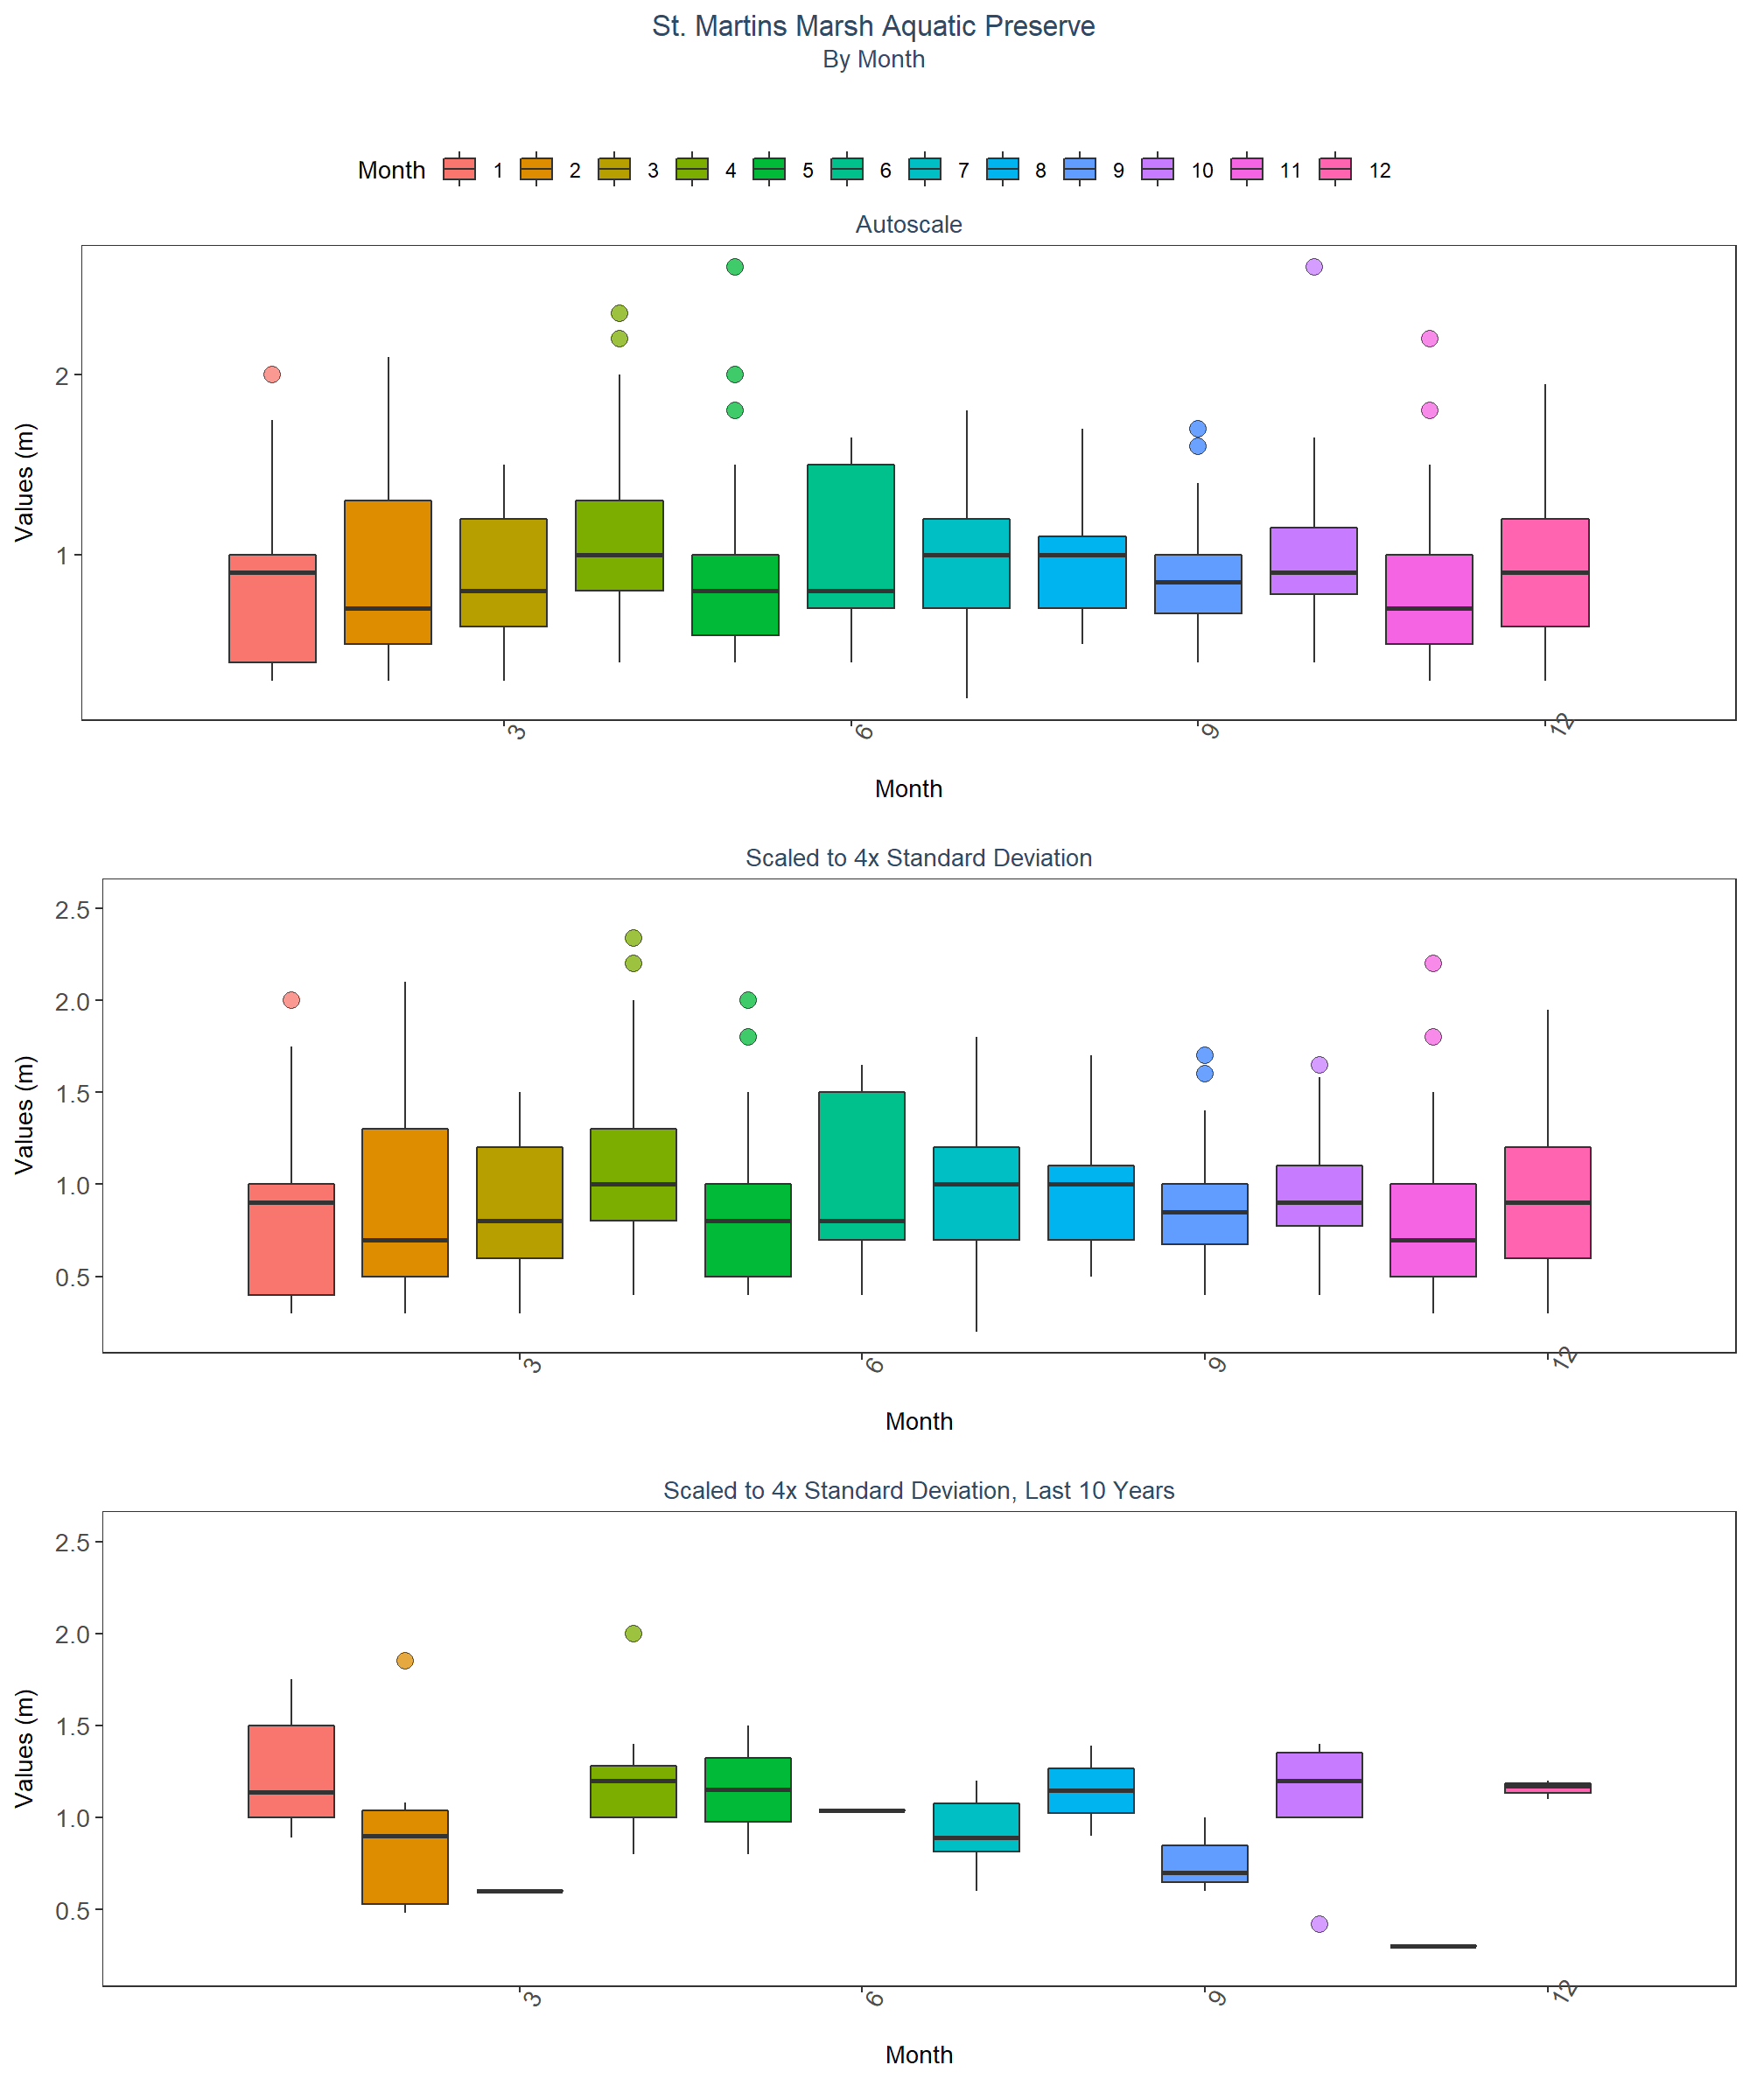 St. Martins Marsh Aquatic Preserve
By Month
Month 1 2 3 4 5 6 7 8 9 10 11 12
Autoscale
Values (m)
2
1
3 6 9 12
Month
Scaled to 4x Standard Deviation
Values (m)
2.5
2.0
1.5
1.0
0.5
3 6 9 12
Month
Scaled to 4x Standard Deviation, Last 10 Years
Values (m)
2.5
2.0
1.5
1.0
0.5
3 6 9 12
Month